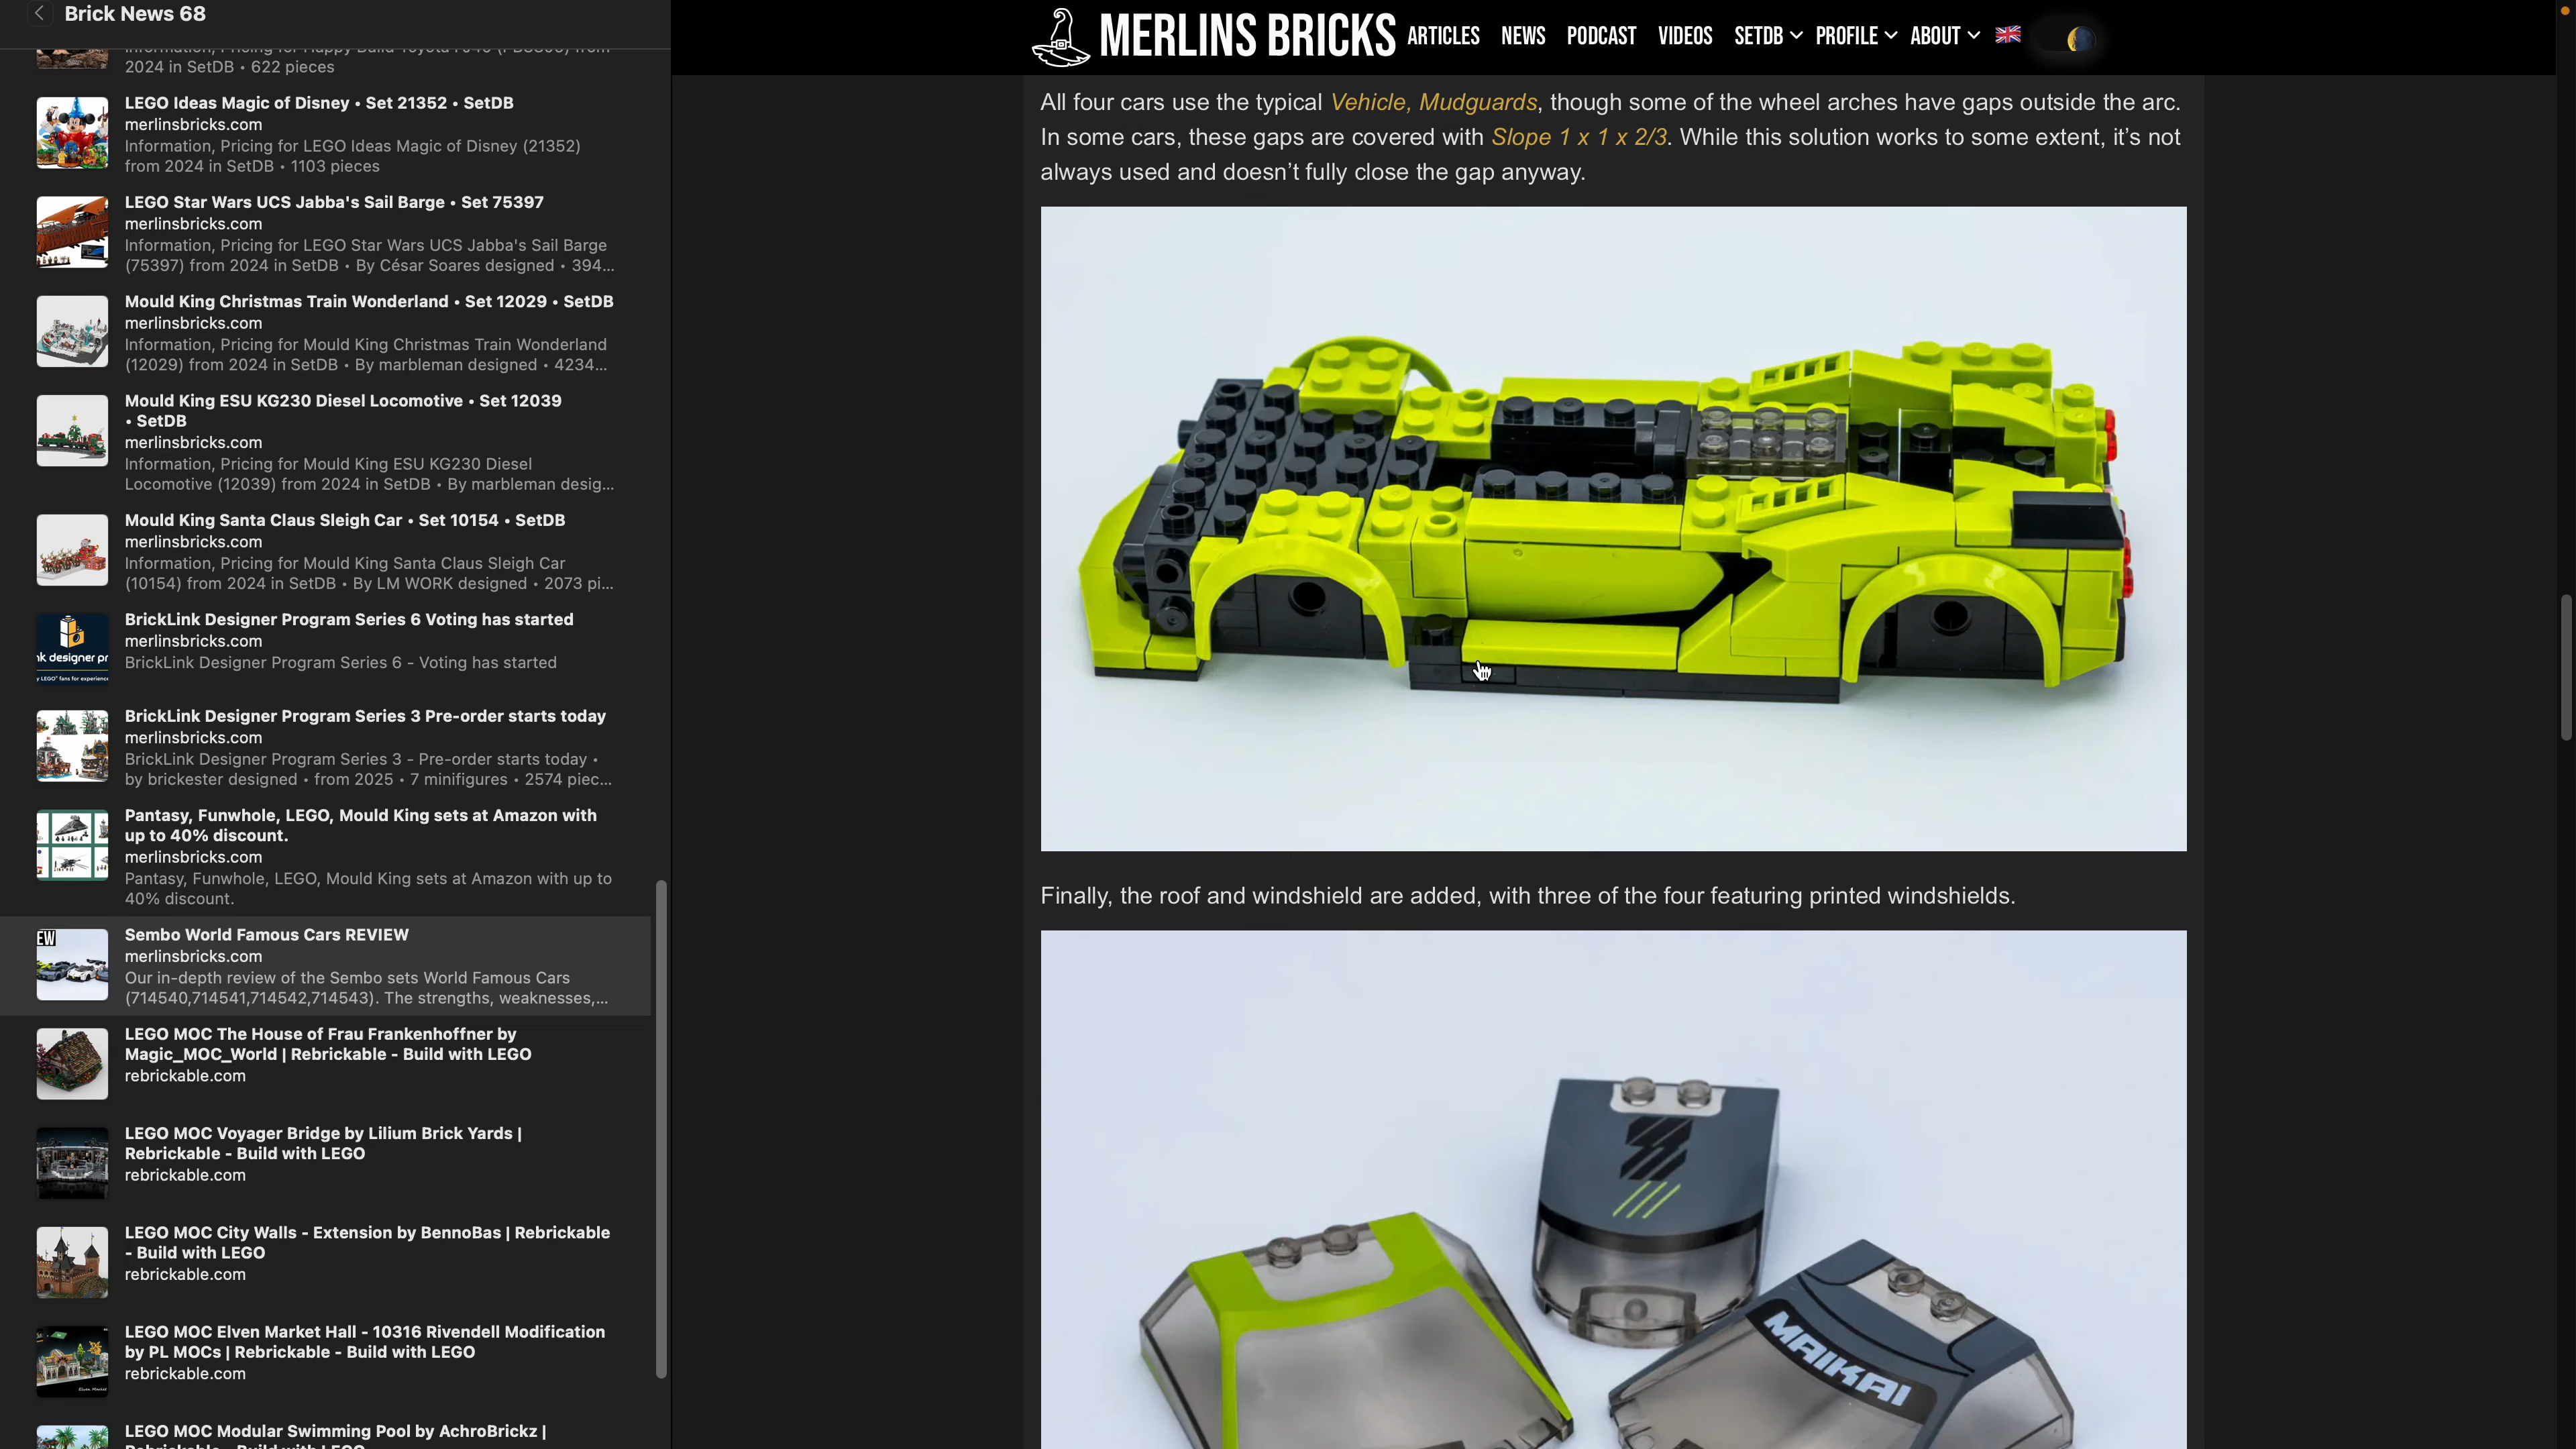 Brick News 68
2024 in SetDB • 622 pieces
LEGO Ideas Magic of Disney • Set 21352 • SetDB
merlinsbricks.com
Information, Pricing for LEGO Ideas Magic of Disney (21352)
from 2024 in SetDB • 1103 pieces
LEGO Star Wars UCS Jabba's Sail Barge • Set 75397
merlinsbricks.com
Information, Pricing for LEGO Star Wars UCS Jabba's Sail Barge
(75397) from 2024 in SetDB • By César Soares designed • 394...
Mould King Christmas Train Wonderland • Set 12029 • SetDB
merlinsbricks.com
Information, Pricing for Mould King Christmas Train Wonderland
(12029) from 2024 in SetDB • By marbleman designed • 4234...
Mould King ESU KG230 Diesel Locomotive • Set 12039
• SetDB
merlinsbricks.com
Information, Pricing for Mould King ESU KG230 Diesel
Locomotive (12039) from 2024 in SetDB • By marbleman desig...
Mould King Santa Claus Sleigh Car • Set 10154 • SetDB
merlinsbricks.com
Information, Pricing for Mould King Santa Claus Sleigh Car
(10154) from 2024 in SetDB • By LM WORK designed • 2073 pi...
BrickLink Designer Program Series 6 Voting has started
merlinsbricks.com
BrickLink Designer Program Series 6 - Voting has started
nk designer pr
BrickLink Designer Program Series 3 Pre-order starts today
merlinsbricks.com
BrickLink Designer Program Series 3 - Pre-order starts today •
by brickester designed • from 2025 • 7 minifigures • 2574 piec...
Pantasy, Funwhole, LEGO, Mould King sets at Amazon with
up to 40% discount.
merlinsbricks.com
Pantasy, Funwhole, LEGO, Mould King sets at Amazon with up to
40% discount.
EW
Sembo World Famous Cars REVIEW
merlinsbricks.com
Our in-depth review of the Sembo sets World Famous Cars
(714540,714541,714542,714543). The strengths, weaknesses,...
LEGO MOC The House of Frau Frankenhoffner by
Magic_MOC_World | Rebrickable - Build with LEGO
rebrickable.com
LEGO MOC Voyager Bridge by Lilium Brick Yards |
Rebrickable - Build with LEGO
rebrickable.com
LEGO MOC City Walls - Extension by BennoBas | Rebrickable
- Build with LEGO
rebrickable.com
LEGO MOC Elven Market Hall - 10316 Rivendell Modification
by PL MOCs | Rebrickable - Build with LEGO
rebrickable.com
LEGO MOC Modular Swimming Pool by AchroBrickz |
MERLINS BRICKS ARTICLES NEWS PODCAST VIDEOS SETDB PROFILE ABOUT
All four cars use the typical Vehicle, Mudguards, though some of the wheel arches have gaps outside the arc.
In some cars, these gaps are covered with Slope 1 x 1 x 2/3. While this solution works to some extent, it's not
always used and doesn't fully close the gap anyway.
Finally, the roof and windshield are added, with three of the four featuring printed windshields.
MAIKAI